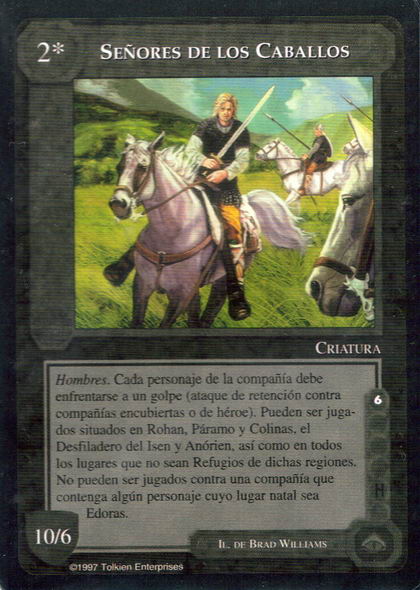 2* SEÑORES DE LOS CABALLOS
CRIATURA
Hombres. Cada personaje de la compañía debe
enfrentarse a un golpe (ataque de retención contra
compañías encubiertas o de héroe). Pueden ser juga-
dos situados en Rohan, Páramo y Colinas, el
Desfiladero del Isen y Anórien, así como en todos
los lugares que no sean Refugios de dichas regiones.
No pueden ser jugados contra una compañía que
contenga algún personaje cuyo lugar natal sea
Edoras.
6
10/6
IL. DE BRAD WILLIAMS
©1997 Tolkien Enterprises